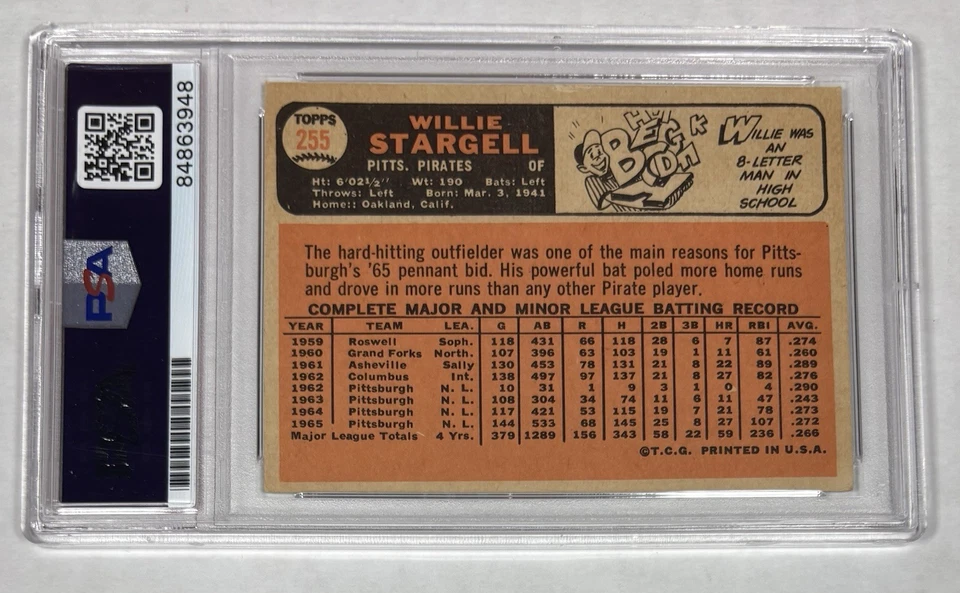 84863948
PSA
TOPPS
255
WILLIE
STARGELL
PITTS. PIRATES OF
Ht: 6'02½" Wt: 190 Bats: Left
Throws: Left Born: Mar. 3, 1941
Home:: Oakland, Calif.
WILLIE WAS
AN
8-LETTER
MAN IN
HIGH
SCHOOL
The hard-hitting outfielder was one of the main reasons for Pitts-
burgh's '65 pennant bid. His powerful bat poled more home runs
and drove in more runs than any other Pirate player.
COMPLETE MAJOR AND MINOR LEAGUE BATTING RECORD
YEAR TEAM LEA. G AB R H 2B 3B HR RBI AVG.
1959 Roswell Soph. 118 431 66 118 28 6 7 87 .274
1960 Grand Forks North. 107 396 63 103 19 1 11 61 .260
1961 Asheville Sally 130 453 78 131 21 8 22 89 .289
1962 Columbus Int. 138 497 97 137 21 8 27 82 .276
1962 Pittsburgh N. L. 10 31 1 9 3 1 0 4 .290
1963 Pittsburgh N. L. 108 304 34 74 11 6 11 47 .243
1964 Pittsburgh N. L. 117 421 53 115 19 7 21 78 .273
1965 Pittsburgh N. L. 144 533 68 145 25 8 27 107 .272
Major League Totals 4 Yrs. 379 1289 156 343 58 22 59 236 .266
©T.C.G. PRINTED IN U.S.A.